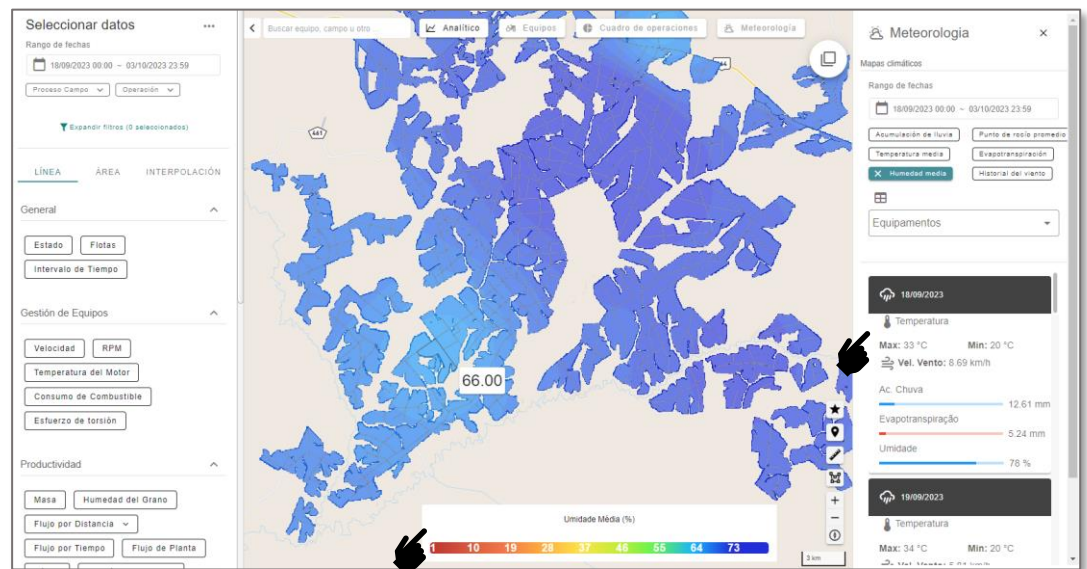 Seleccionar datos
Rango de fechas
18/09/2023 00:00 ~ 03/10/2023 23:59
Proceso Campo
Operación
Expandir filtros (0 seleccionados)
LÍNEA ÁREA INTERPOLACIÓN
General
Estado Flotas
Intervalo de Tiempo
Gestión de Equipos
Velocidad RPM
Temperatura del Motor
Consumo de Combustible
Esfuerzo de torsión
Productividad
Masa Humedad del Grano
Flujo por Distancia
Flujo por Tiempo Flujo de Planta
Buscar equipo, campo u otro ...
Analítico Equipos Cuadro de operaciones Meteorología
441
66.00
Umidade Média (%)
1 10 19 28 37 46 55 64 73
3 km
Meteorologia
Mapas climáticos
Rango de fechas
18/09/2023 00:00 ~ 03/10/2023 23:59
Acumulación de lluvia Punto de rocío promedio
Temperatura media Evapotranspiración
Humedad media Historial del viento
Equipamentos
18/09/2023
Temperatura
Max: 33 °C Min: 20 °C
Vel. Vento: 8.69 km/h
Ac. Chuva
12.61 mm
Evapotranspiração
5.24 mm
Umidade
78 %
19/09/2023
Temperatura
Max: 34 °C Min: 20 °C